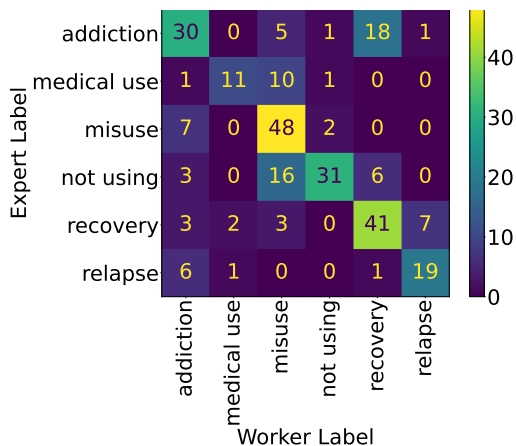 addiction 30 0 5 1 18 1
medical use 1 11 10 1 0 0
misuse 7 0 48 2 0 0
not using 3 0 16 31 6 0
recovery 3 2 3 0 41 7
relapse 6 1 0 0 1 19
Expert Label
addiction
medical use
misuse
not using
recovery
relapse
Worker Label
40
30
20
10
0